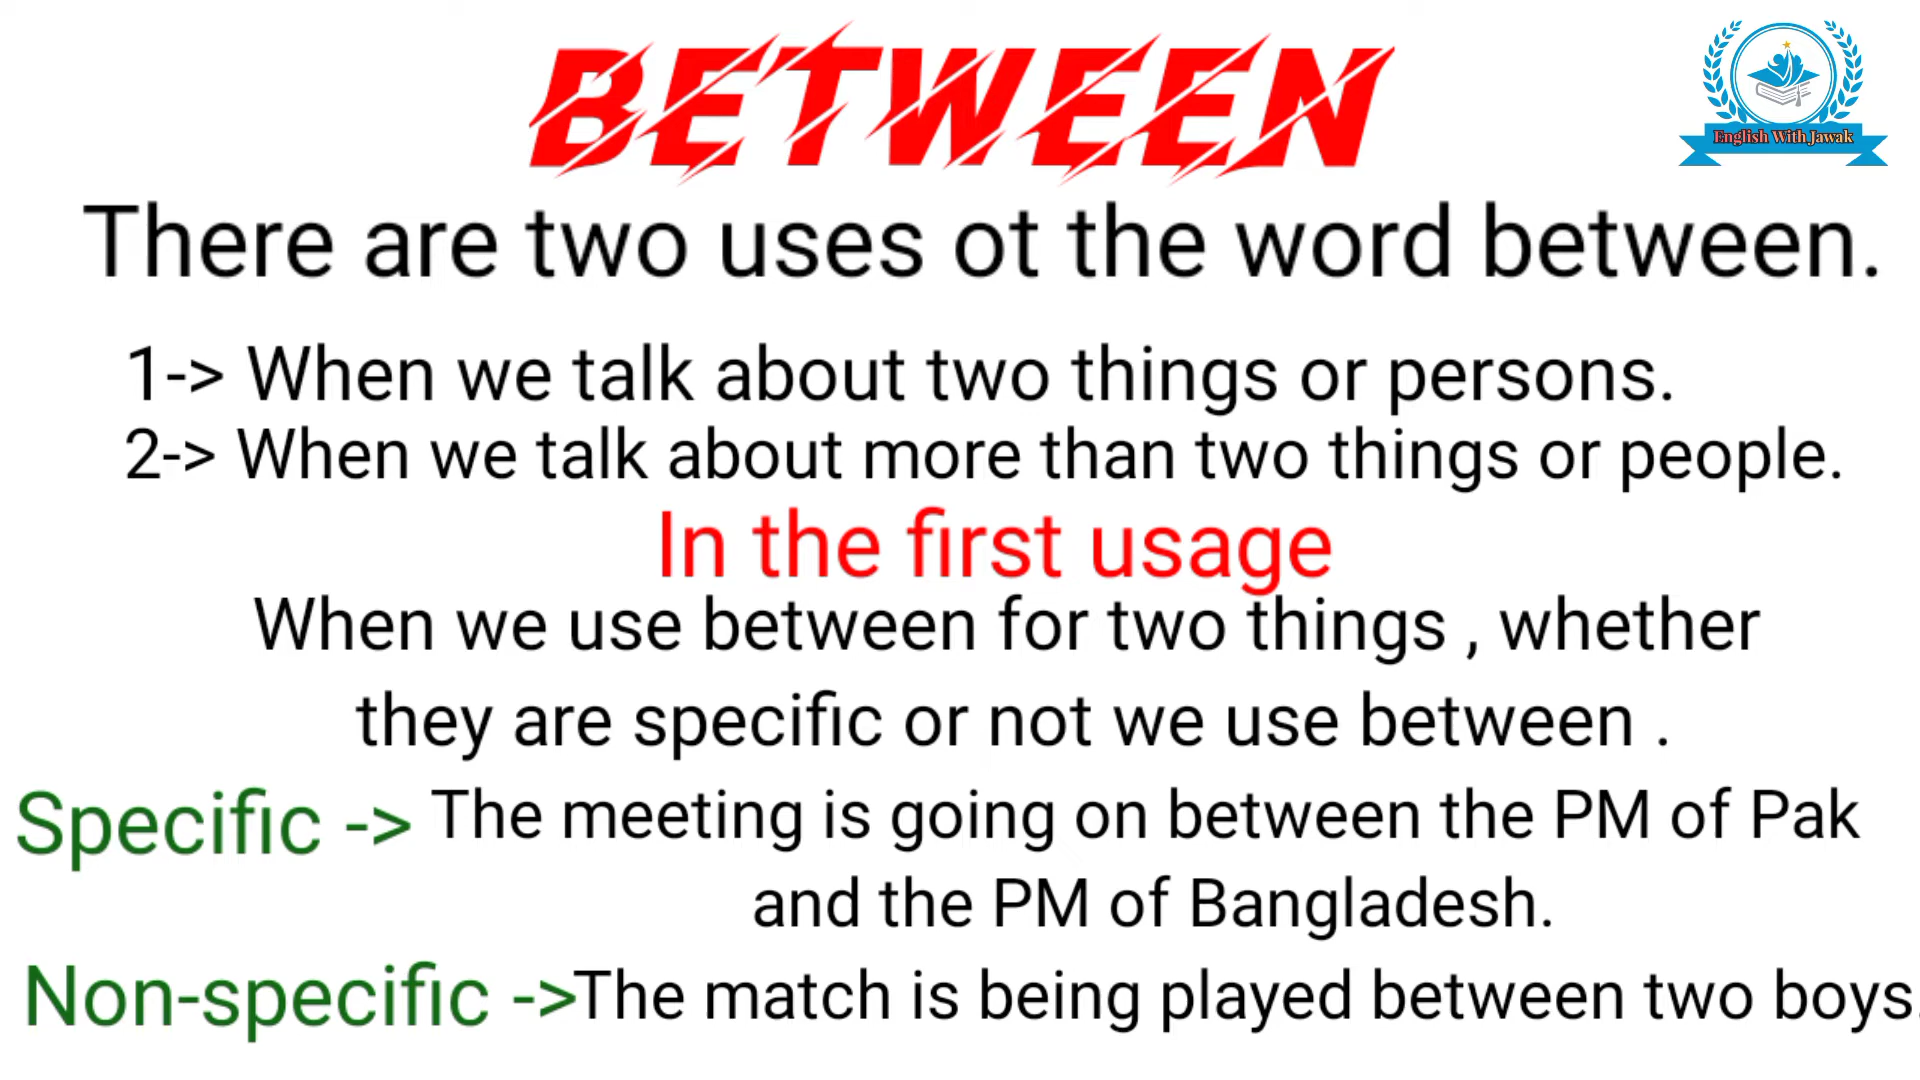 BETWEEN
English With Jawak
There are two uses ot the word between.
1-> When we talk about two things or persons.
2-> When we talk about more than two things or people.
In the first usage
When we use between for two things , whether
they are specific or not we use between .
Specific -> The meeting is going on between the PM of Pak
and the PM of Bangladesh.
Non-specific ->The match is being played between two boys.